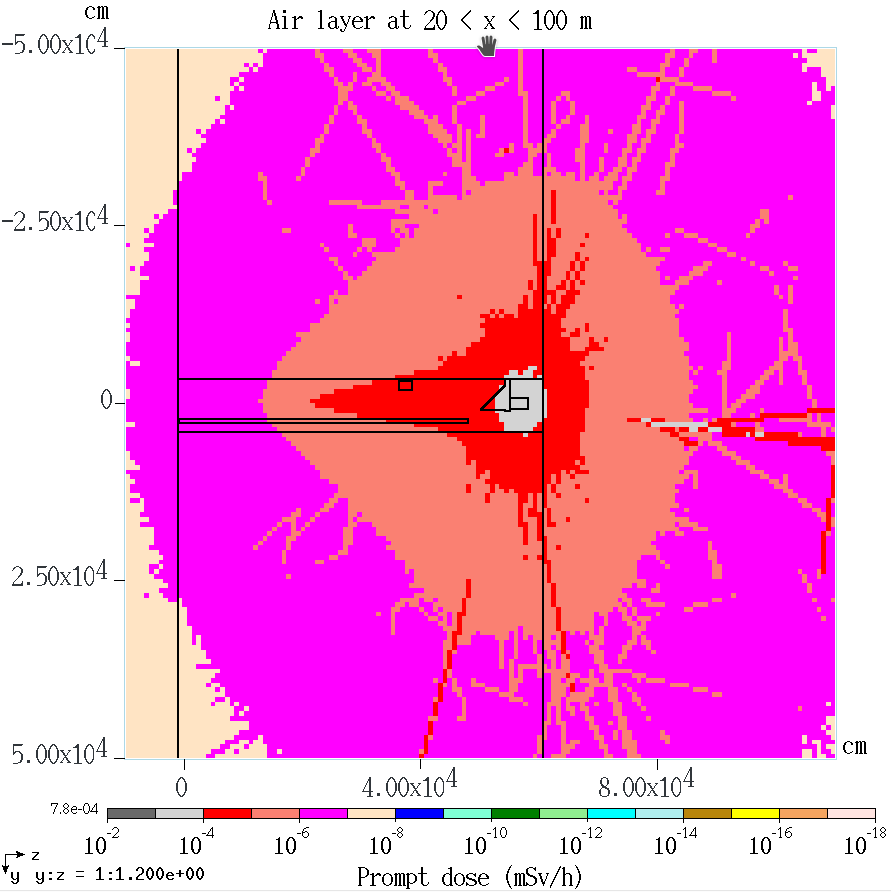 Air layer at 20 < x < 100 m
cm
-5.00x10^4
-2.50x10^4
0
2.50x10^4
5.00x10^4
cm
0 4.00x10^4 8.00x10^4
7.8e-04
10^-2 10^-4 10^-6 10^-8 10^-10 10^-12 10^-14 10^-16 10^-18
z
y y:z = 1:1.200e+00
Prompt dose (mSv/h)